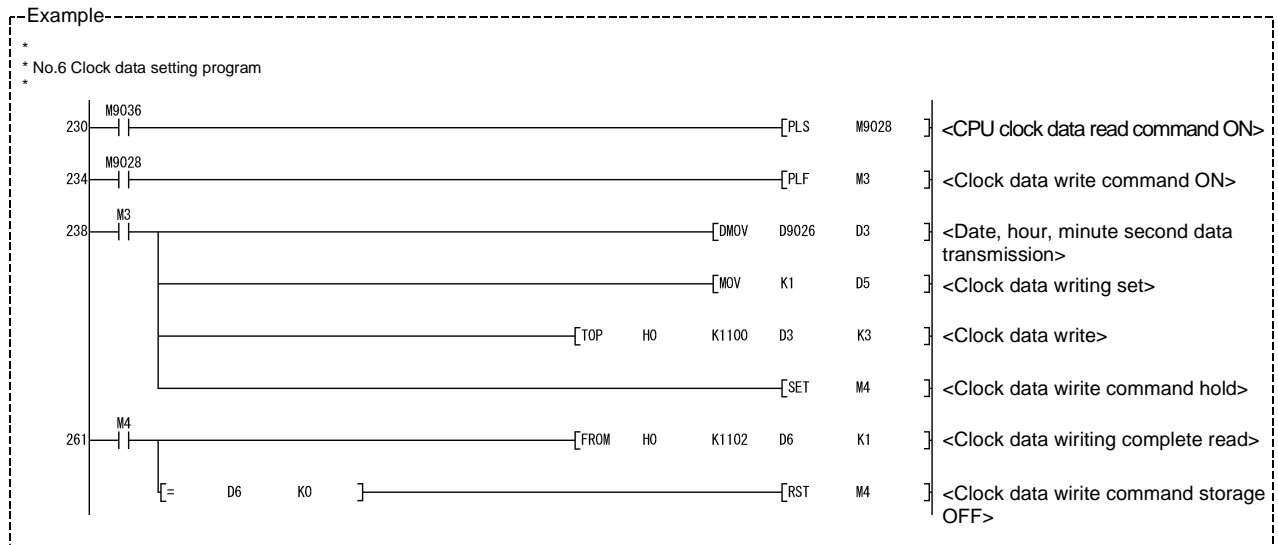 Example
*
* No.6 Clock data setting program
*
M9036
230 [PLS M9028 ] <CPU clock data read command ON>
M9028
234 [PLF M3 ] <Clock data write command ON>
M3
238 [DMOV D9026 D3 ] <Date, hour, minute second data
transmission>
[MOV K1 D5 ] <Clock data writing set>
[TOP H0 K1100 D3 K3 ] <Clock data write>
[SET M4 ] <Clock data wirite command hold>
M4
261 [FROM H0 K1102 D6 K1 ] <Clock data wiriting complete read>
[= D6 K0 ] [RST M4 ] <Clock data wirite command storage
OFF>